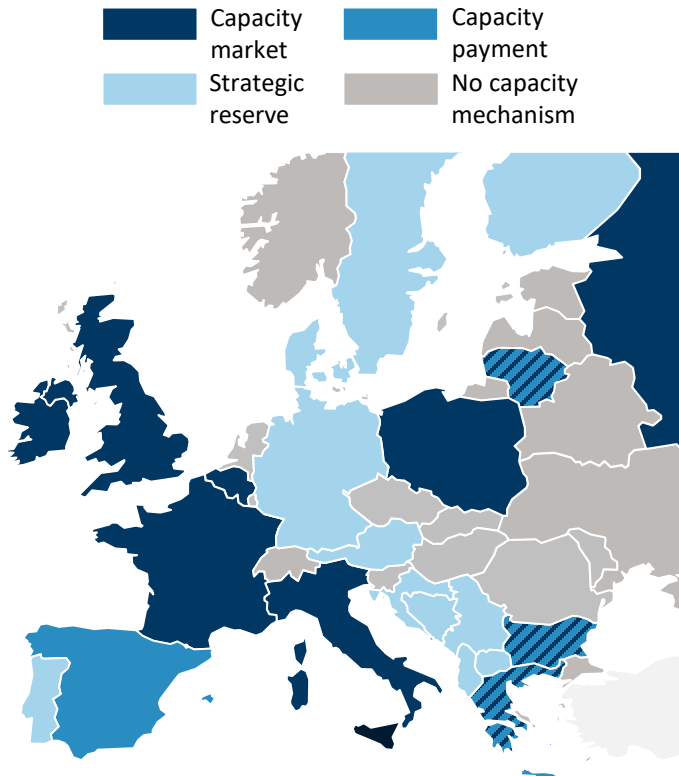 Capacity
market
Capacity
payment
Strategic
reserve
No capacity
mechanism